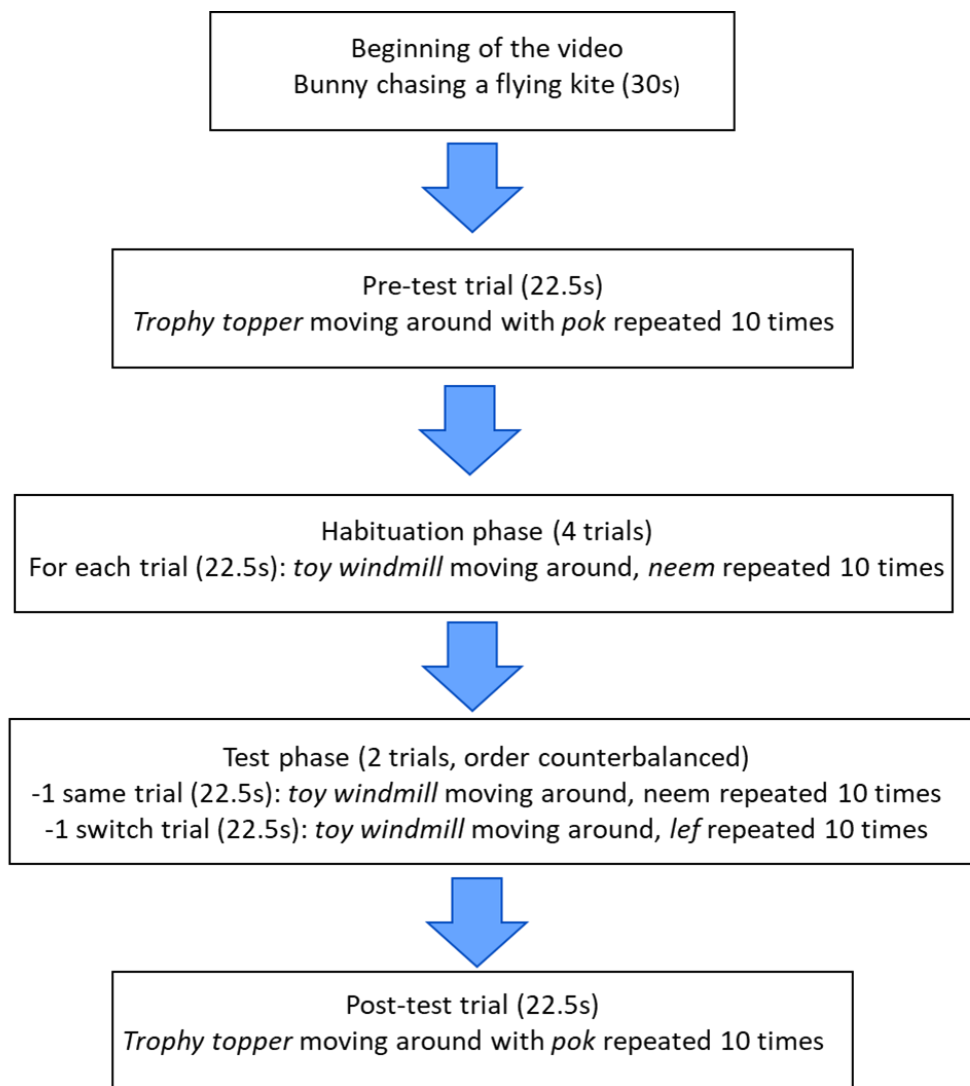 Beginning of the video
Bunny chasing a flying kite (30s)
Pre-test trial (22.5s)
Trophy topper moving around with pok repeated 10 times
Habituation phase (4 trials)
For each trial (22.5s): toy windmill moving around, neem repeated 10 times
Test phase (2 trials, order counterbalanced)
-1 same trial (22.5s): toy windmill moving around, neem repeated 10 times
-1 switch trial (22.5s): toy windmill moving around, lef repeated 10 times
Post-test trial (22.5s)
Trophy topper moving around with pok repeated 10 times